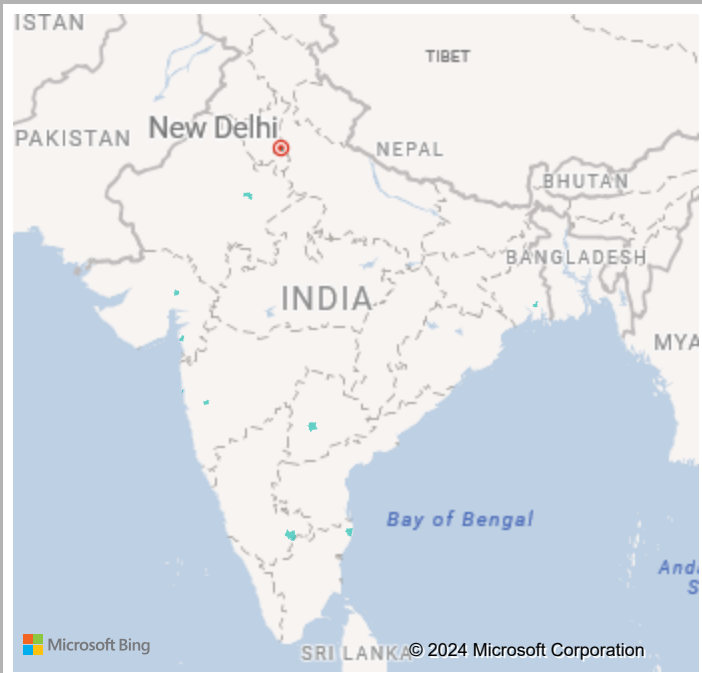 ISTAN
TIBET
New Delhi
PAKISTAN
NEPAL
BHUTAN
BANGLADESH
INDIA
MYA
Bay of Bengal
Anda
S
Microsoft Bing
SRI LANKA
© 2024 Microsoft Corporation